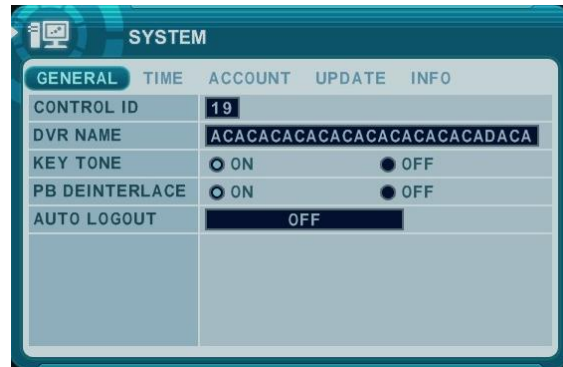 SYSTEM
GENERAL TIME ACCOUNT UPDATE INFO
CONTROL ID 19
DVR NAME ACACACACACACACACACACACADACA
KEY TONE ON OFF
PB DEINTERLACE ON OFF
AUTO LOGOUT OFF